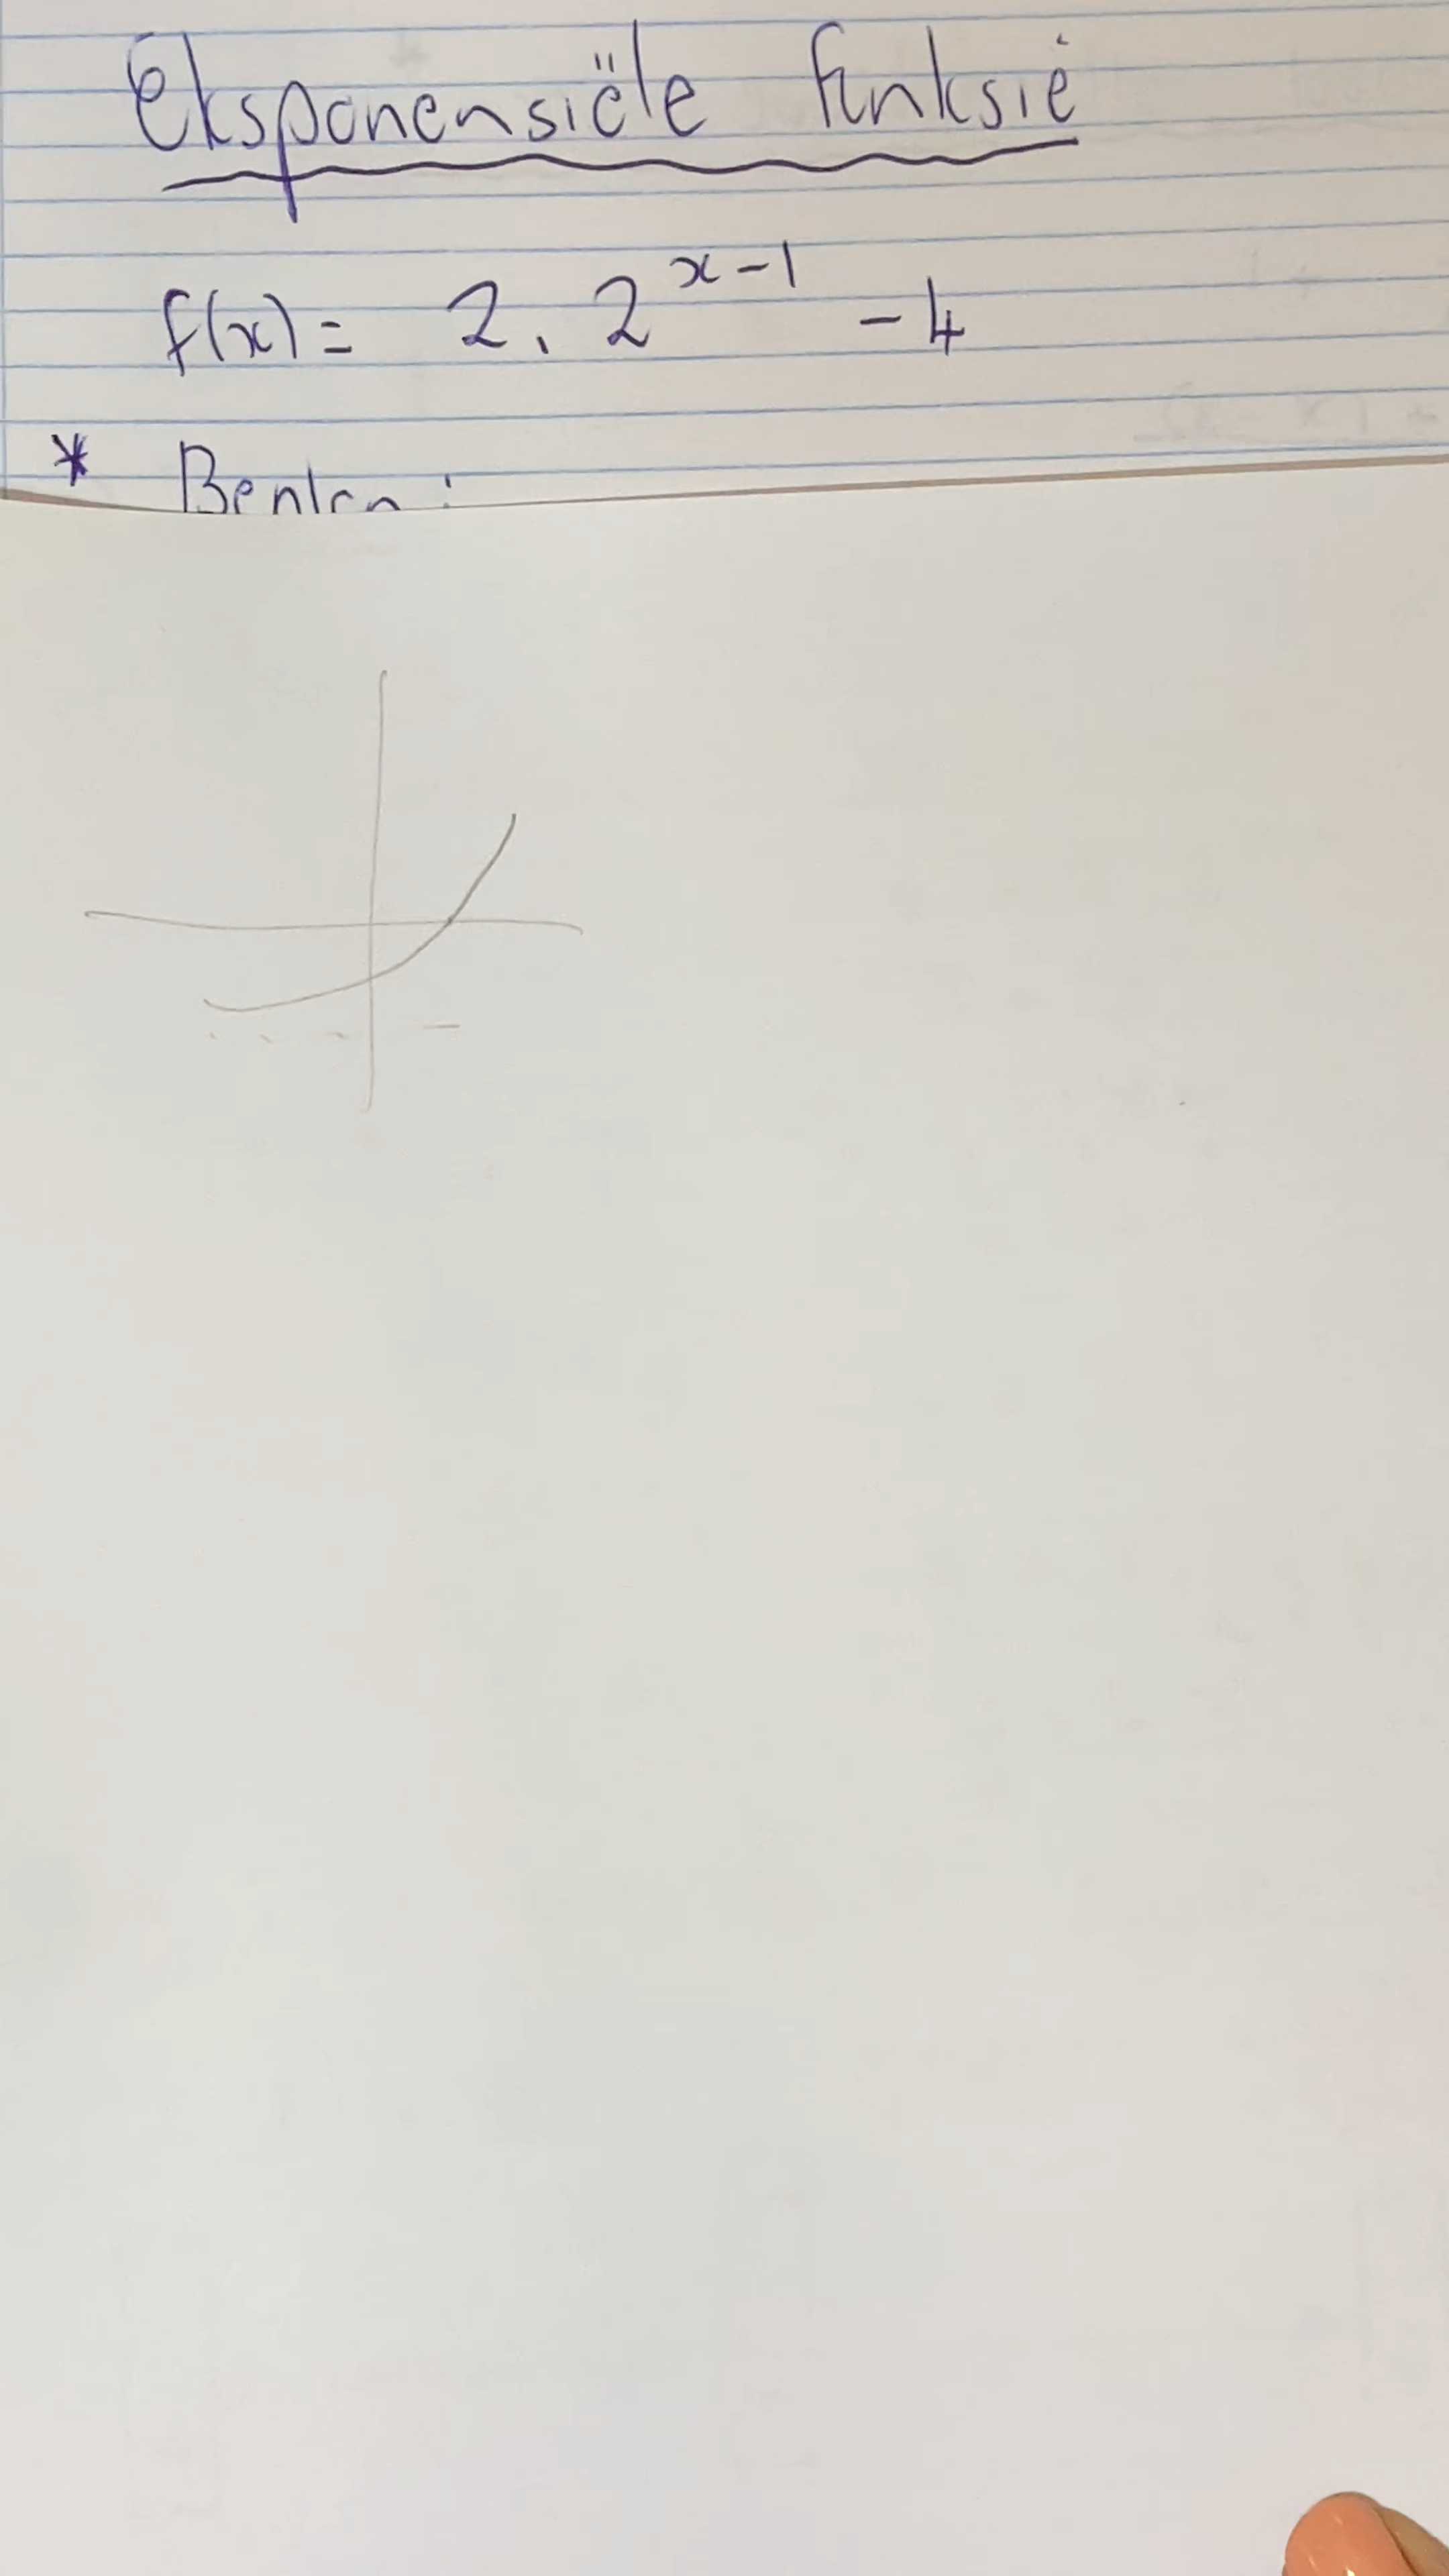 Eksponensiële funksie
f(x) = 2 . 2^{x-1} - 4
*